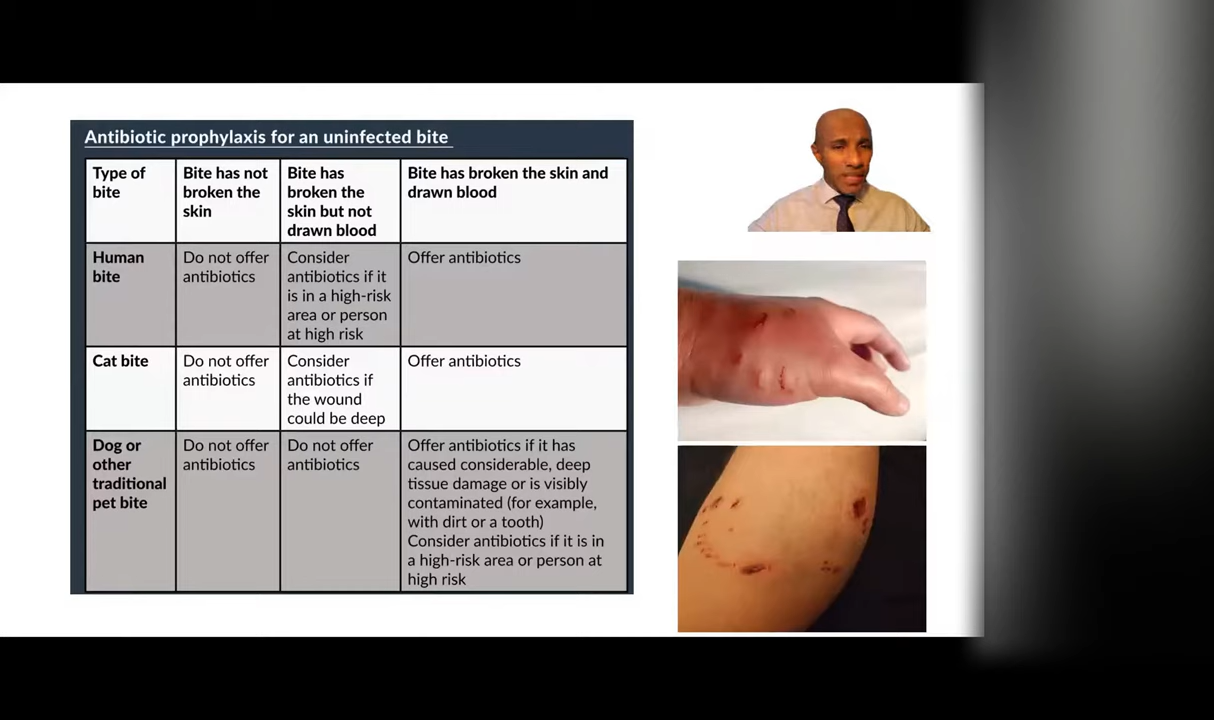 Antibiotic prophylaxis for an uninfected bite
Type of
bite
Bite has not
broken the
skin
Bite has
broken the
skin but not
drawn blood
Bite has broken the skin and
drawn blood
Human
bite
Do not offer
antibiotics
Consider
antibiotics if it
is in a high-risk
area or person
at high risk
Offer antibiotics
Cat bite
Do not offer
antibiotics
Consider
antibiotics if
the wound
could be deep
Offer antibiotics
Dog or
other
traditional
pet bite
Do not offer
antibiotics
Do not offer
antibiotics
Offer antibiotics if it has
caused considerable, deep
tissue damage or is visibly
contaminated (for example,
with dirt or a tooth)
Consider antibiotics if it is in
a high-risk area or person at
high risk